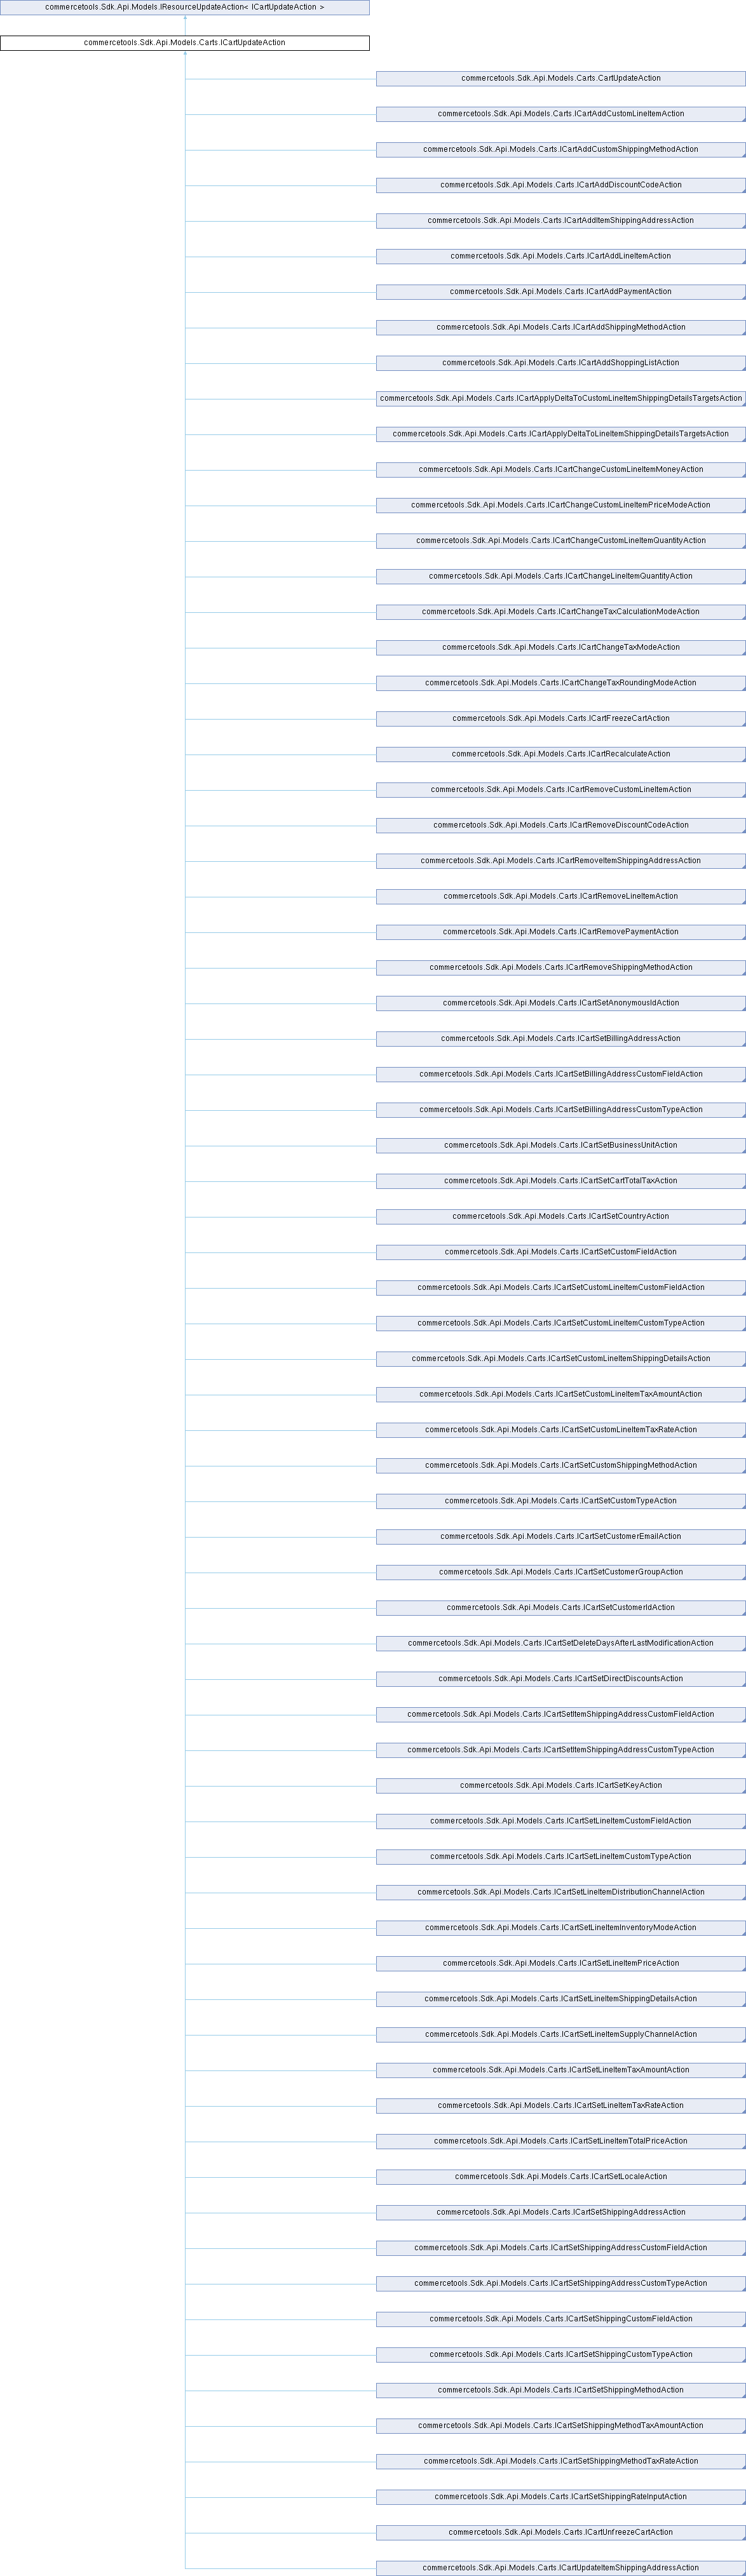 commercetools.Sdk.Api.Models.IResourceUpdateAction< ICartUpdateAction >
commercetools.Sdk.Api.Models.Carts.ICartUpdateAction
commercetools.Sdk.Api.Models.Carts.CartUpdateAction
commercetools.Sdk.Api.Models.Carts.ICartAddCustomLineItemAction
commercetools.Sdk.Api.Models.Carts.ICartAddCustomShippingMethodAction
commercetools.Sdk.Api.Models.Carts.ICartAddDiscountCodeAction
commercetools.Sdk.Api.Models.Carts.ICartAddItemShippingAddressAction
commercetools.Sdk.Api.Models.Carts.ICartAddLineItemAction
commercetools.Sdk.Api.Models.Carts.ICartAddPaymentAction
commercetools.Sdk.Api.Models.Carts.ICartAddShippingMethodAction
commercetools.Sdk.Api.Models.Carts.ICartAddShoppingListAction
commercetools.Sdk.Api.Models.Carts.ICartApplyDeltaToCustomLineItemShippingDetailsTargetsAction
commercetools.Sdk.Api.Models.Carts.ICartApplyDeltaToLineItemShippingDetailsTargetsAction
commercetools.Sdk.Api.Models.Carts.ICartChangeCustomLineItemMoneyAction
commercetools.Sdk.Api.Models.Carts.ICartChangeCustomLineItemPriceModeAction
commercetools.Sdk.Api.Models.Carts.ICartChangeCustomLineItemQuantityAction
commercetools.Sdk.Api.Models.Carts.ICartChangeLineItemQuantityAction
commercetools.Sdk.Api.Models.Carts.ICartChangeTaxCalculationModeAction
commercetools.Sdk.Api.Models.Carts.ICartChangeTaxModeAction
commercetools.Sdk.Api.Models.Carts.ICartChangeTaxRoundingModeAction
commercetools.Sdk.Api.Models.Carts.ICartFreezeCartAction
commercetools.Sdk.Api.Models.Carts.ICartRecalculateAction
commercetools.Sdk.Api.Models.Carts.ICartRemoveCustomLineItemAction
commercetools.Sdk.Api.Models.Carts.ICartRemoveDiscountCodeAction
commercetools.Sdk.Api.Models.Carts.ICartRemoveItemShippingAddressAction
commercetools.Sdk.Api.Models.Carts.ICartRemoveLineItemAction
commercetools.Sdk.Api.Models.Carts.ICartRemovePaymentAction
commercetools.Sdk.Api.Models.Carts.ICartRemoveShippingMethodAction
commercetools.Sdk.Api.Models.Carts.ICartSetAnonymousIdAction
commercetools.Sdk.Api.Models.Carts.ICartSetBillingAddressAction
commercetools.Sdk.Api.Models.Carts.ICartSetBillingAddressCustomFieldAction
commercetools.Sdk.Api.Models.Carts.ICartSetBillingAddressCustomTypeAction
commercetools.Sdk.Api.Models.Carts.ICartSetBusinessUnitAction
commercetools.Sdk.Api.Models.Carts.ICartSetCartTotalTaxAction
commercetools.Sdk.Api.Models.Carts.ICartSetCountryAction
commercetools.Sdk.Api.Models.Carts.ICartSetCustomFieldAction
commercetools.Sdk.Api.Models.Carts.ICartSetCustomLineItemCustomFieldAction
commercetools.Sdk.Api.Models.Carts.ICartSetCustomLineItemCustomTypeAction
commercetools.Sdk.Api.Models.Carts.ICartSetCustomLineItemShippingDetailsAction
commercetools.Sdk.Api.Models.Carts.ICartSetCustomLineItemTaxAmountAction
commercetools.Sdk.Api.Models.Carts.ICartSetCustomLineItemTaxRateAction
commercetools.Sdk.Api.Models.Carts.ICartSetCustomShippingMethodAction
commercetools.Sdk.Api.Models.Carts.ICartSetCustomTypeAction
commercetools.Sdk.Api.Models.Carts.ICartSetCustomerEmailAction
commercetools.Sdk.Api.Models.Carts.ICartSetCustomerGroupAction
commercetools.Sdk.Api.Models.Carts.ICartSetCustomerIdAction
commercetools.Sdk.Api.Models.Carts.ICartSetDeleteDaysAfterLastModificationAction
commercetools.Sdk.Api.Models.Carts.ICartSetDirectDiscountsAction
commercetools.Sdk.Api.Models.Carts.ICartSetItemShippingAddressCustomFieldAction
commercetools.Sdk.Api.Models.Carts.ICartSetItemShippingAddressCustomTypeAction
commercetools.Sdk.Api.Models.Carts.ICartSetKeyAction
commercetools.Sdk.Api.Models.Carts.ICartSetLineItemCustomFieldAction
commercetools.Sdk.Api.Models.Carts.ICartSetLineItemCustomTypeAction
commercetools.Sdk.Api.Models.Carts.ICartSetLineItemDistributionChannelAction
commercetools.Sdk.Api.Models.Carts.ICartSetLineItemInventoryModeAction
commercetools.Sdk.Api.Models.Carts.ICartSetLineItemPriceAction
commercetools.Sdk.Api.Models.Carts.ICartSetLineItemShippingDetailsAction
commercetools.Sdk.Api.Models.Carts.ICartSetLineItemSupplyChannelAction
commercetools.Sdk.Api.Models.Carts.ICartSetLineItemTaxAmountAction
commercetools.Sdk.Api.Models.Carts.ICartSetLineItemTaxRateAction
commercetools.Sdk.Api.Models.Carts.ICartSetLineItemTotalPriceAction
commercetools.Sdk.Api.Models.Carts.ICartSetLocaleAction
commercetools.Sdk.Api.Models.Carts.ICartSetShippingAddressAction
commercetools.Sdk.Api.Models.Carts.ICartSetShippingAddressCustomFieldAction
commercetools.Sdk.Api.Models.Carts.ICartSetShippingAddressCustomTypeAction
commercetools.Sdk.Api.Models.Carts.ICartSetShippingCustomFieldAction
commercetools.Sdk.Api.Models.Carts.ICartSetShippingCustomTypeAction
commercetools.Sdk.Api.Models.Carts.ICartSetShippingMethodAction
commercetools.Sdk.Api.Models.Carts.ICartSetShippingMethodTaxAmountAction
commercetools.Sdk.Api.Models.Carts.ICartSetShippingMethodTaxRateAction
commercetools.Sdk.Api.Models.Carts.ICartSetShippingRateInputAction
commercetools.Sdk.Api.Models.Carts.ICartUnfreezeCartAction
commercetools.Sdk.Api.Models.Carts.ICartUpdateItemShippingAddressAction